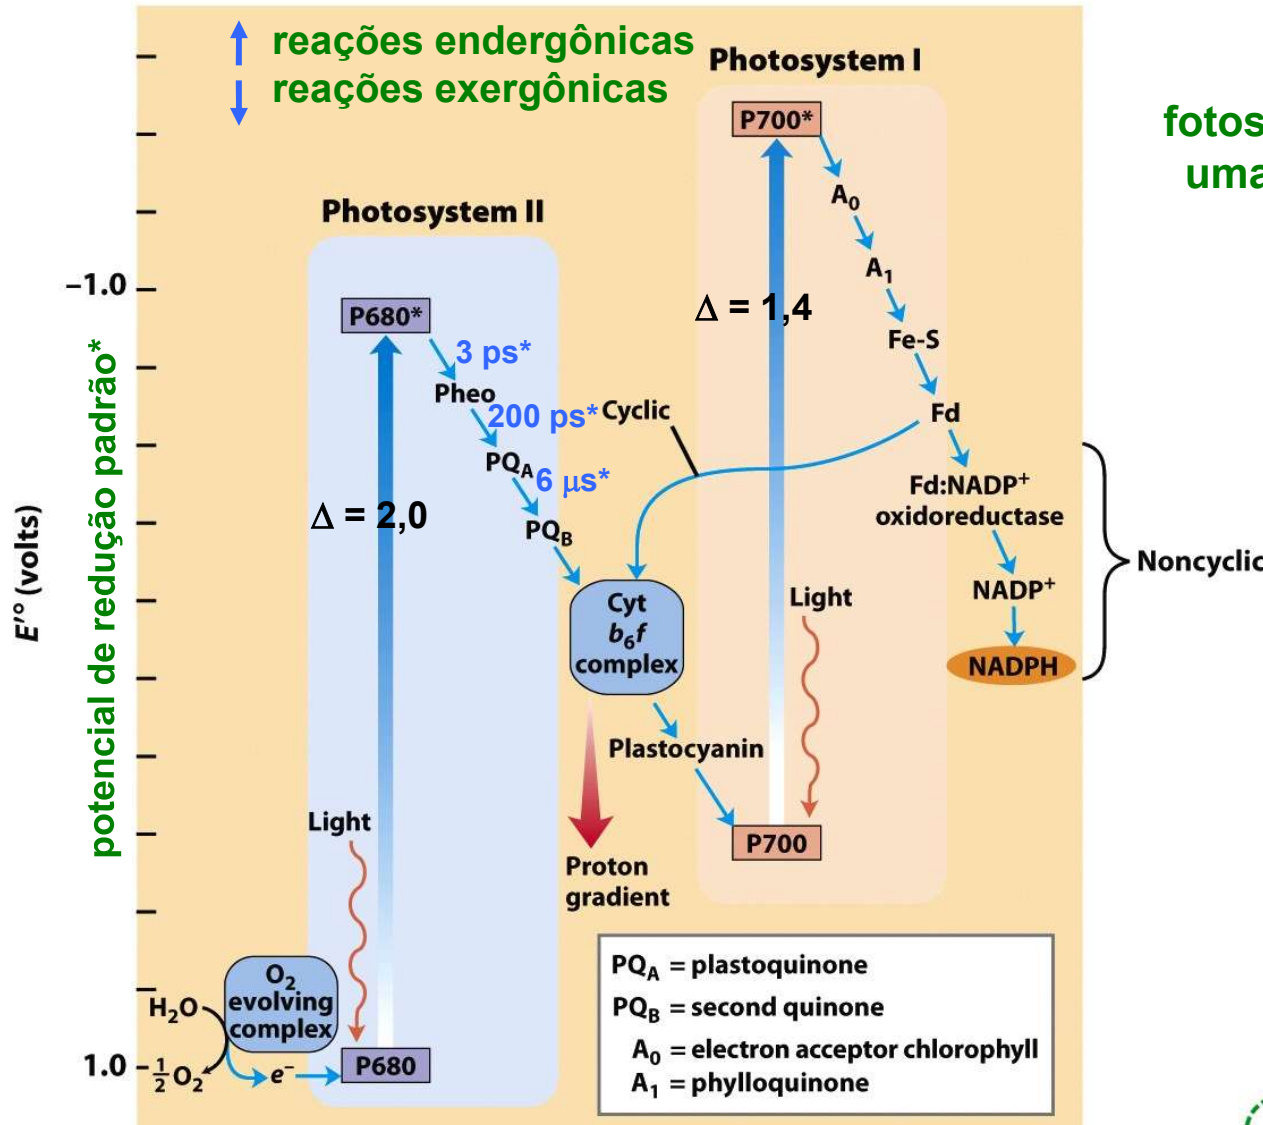 reações endergônicas
reações exergônicas
Photosystem I
P700*
fotos
uma
A0
Photosystem II
A1
–1.0
P680*
Δ = 1,4
Fe-S
3 ps*
Pheo
200 ps*
Cyclic
Fd
PQA
6 μs*
Fd:NADP+
oxidoreductase
Δ = 2,0
PQB
E'° (volts)
potencial de redução padrão*
Noncyclic
Cyt
b6f
complex
Light
NADP+
NADPH
Plastocyanin
Light
P700
Proton
gradient
O2
evolving
complex
H2O
1.0
½O2
e–
P680
PQA = plastoquinone
PQB = second quinone
A0 = electron acceptor chlorophyll
A1 = phylloquinone